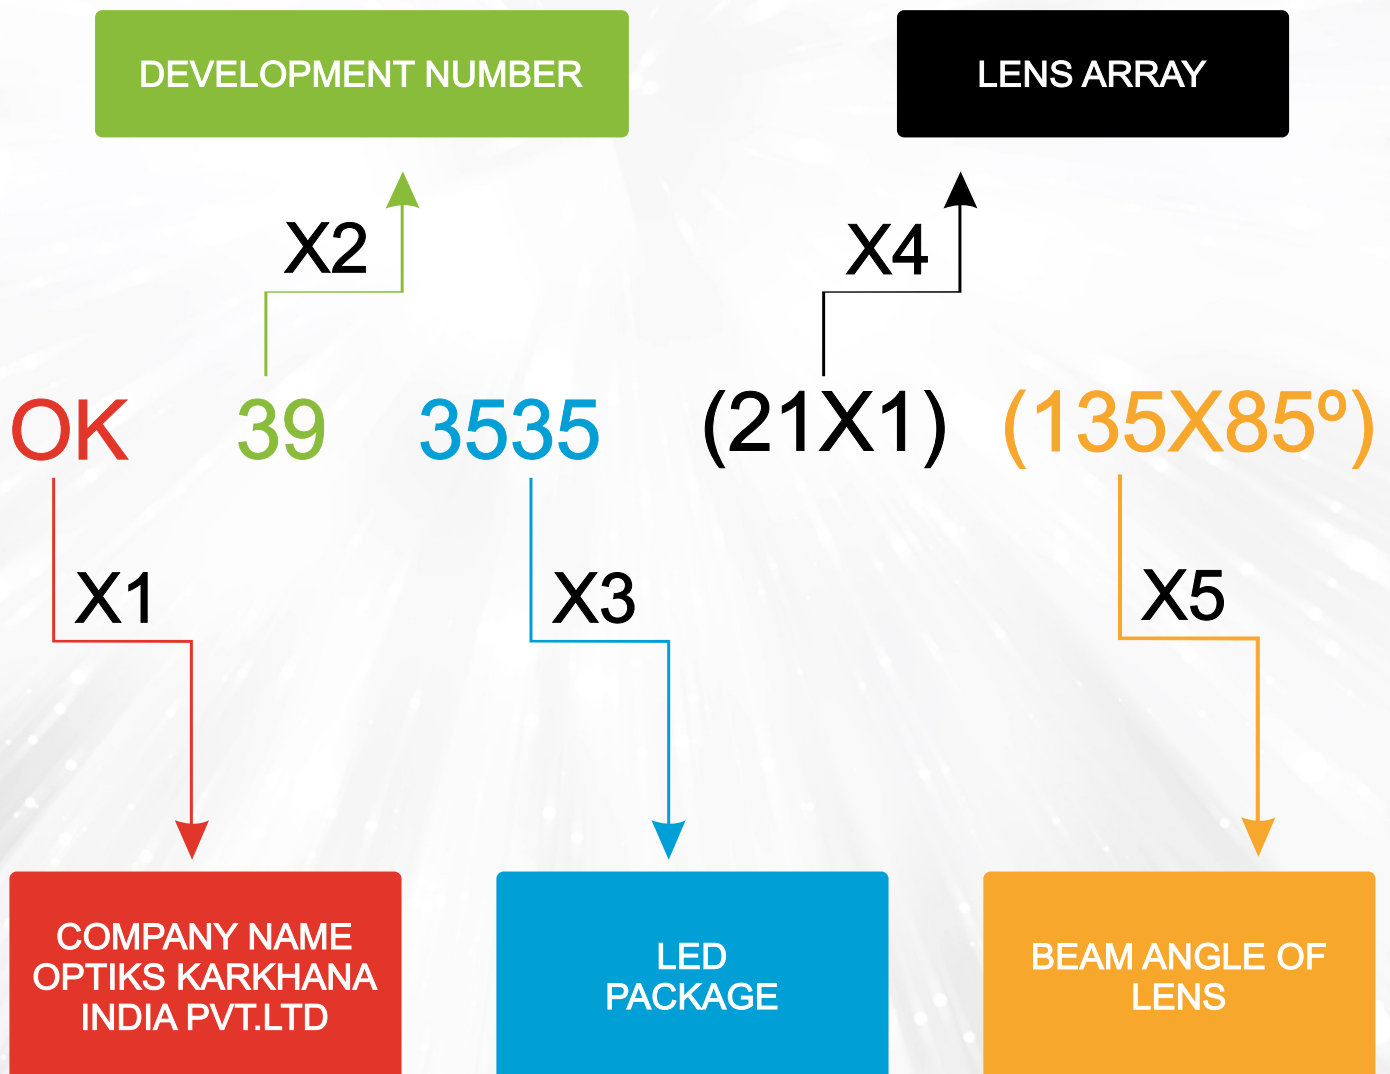 DEVELOPMENT NUMBER
LENS ARRAY
X2
X4
OK 39 3535 (21X1) (135X85º)
X1
X3
X5
COMPANY NAME
OPTIKS KARKHANA
INDIA PVT.LTD
LED
PACKAGE
BEAM ANGLE OF
LENS